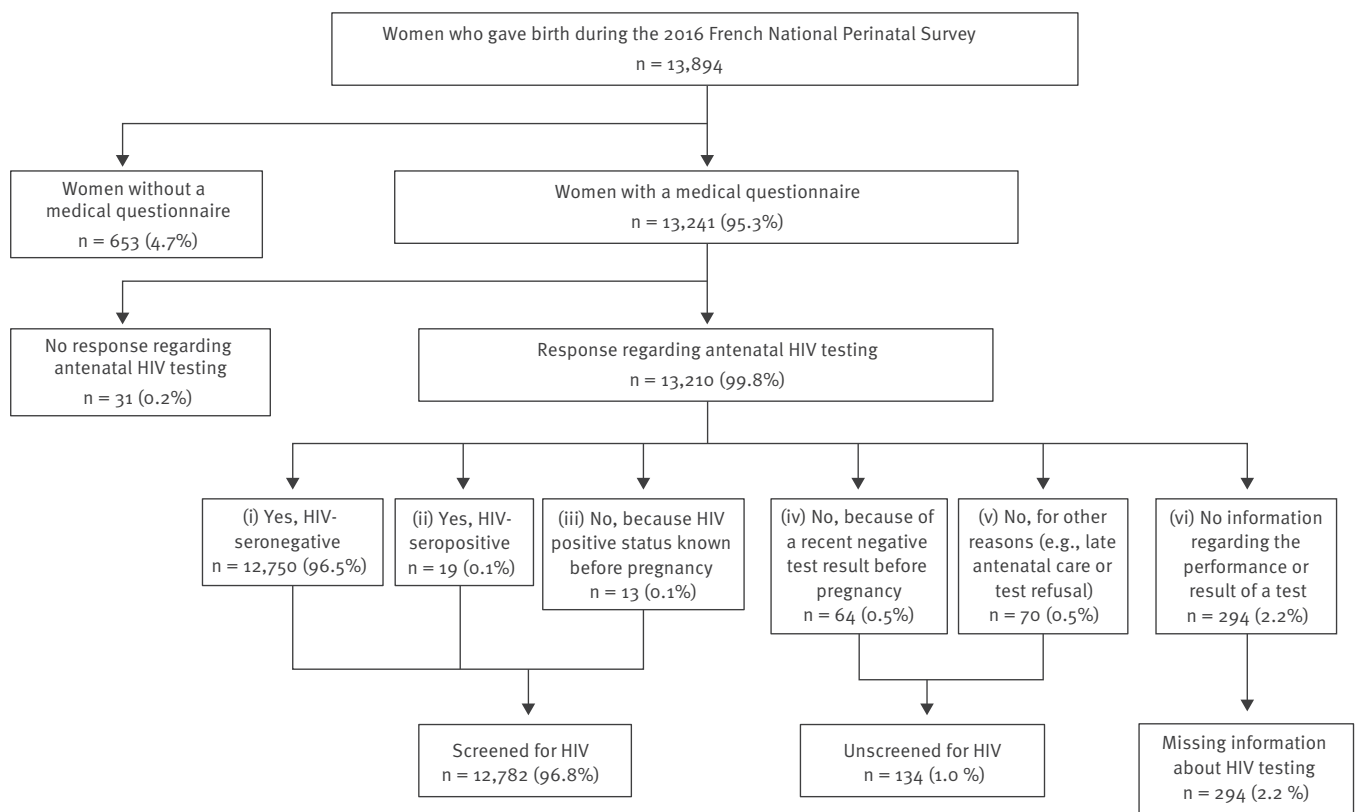 Women who gave birth during the 2016 French National Perinatal Survey
n = 13,894
Women without a
medical questionnaire
n = 653 (4.7%)
Women with a medical questionnaire
n = 13,241 (95.3%)
No response regarding
antenatal HIV testing
n = 31 (0.2%)
Response regarding antenatal HIV testing
n = 13,210 (99.8%)
(i) Yes, HIV-
seronegative
n = 12,750 (96.5%)
(ii) Yes, HIV-
seropositive
n = 19 (0.1%)
(iii) No, because HIV
positive status known
before pregnancy
n = 13 (0.1%)
(iv) No, because of
a recent negative
test result before
pregnancy
n = 64 (0.5%)
(v) No, for other
reasons (e.g., late
antenatal care or
test refusal)
n = 70 (0.5%)
(vi) No information
regarding the
performance or
result of a test
n = 294 (2.2%)
Screened for HIV
n = 12,782 (96.8%)
Unscreened for HIV
n = 134 (1.0 %)
Missing information
about HIV testing
n = 294 (2.2 %)